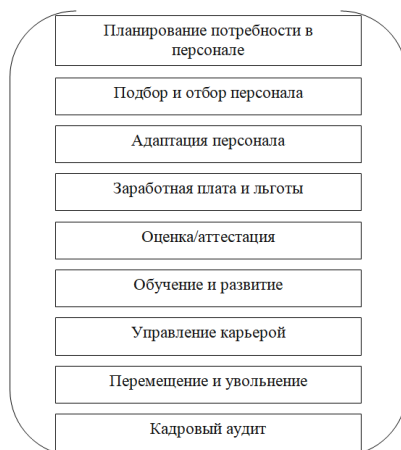 Планирование потребности в
персонале
Подбор и отбор персонала
Адаптация персонала
Заработная плата и льготы
Оценка/аттестация
Обучение и развитие
Управление карьерой
Перемещение и увольнение
Кадровый аудит